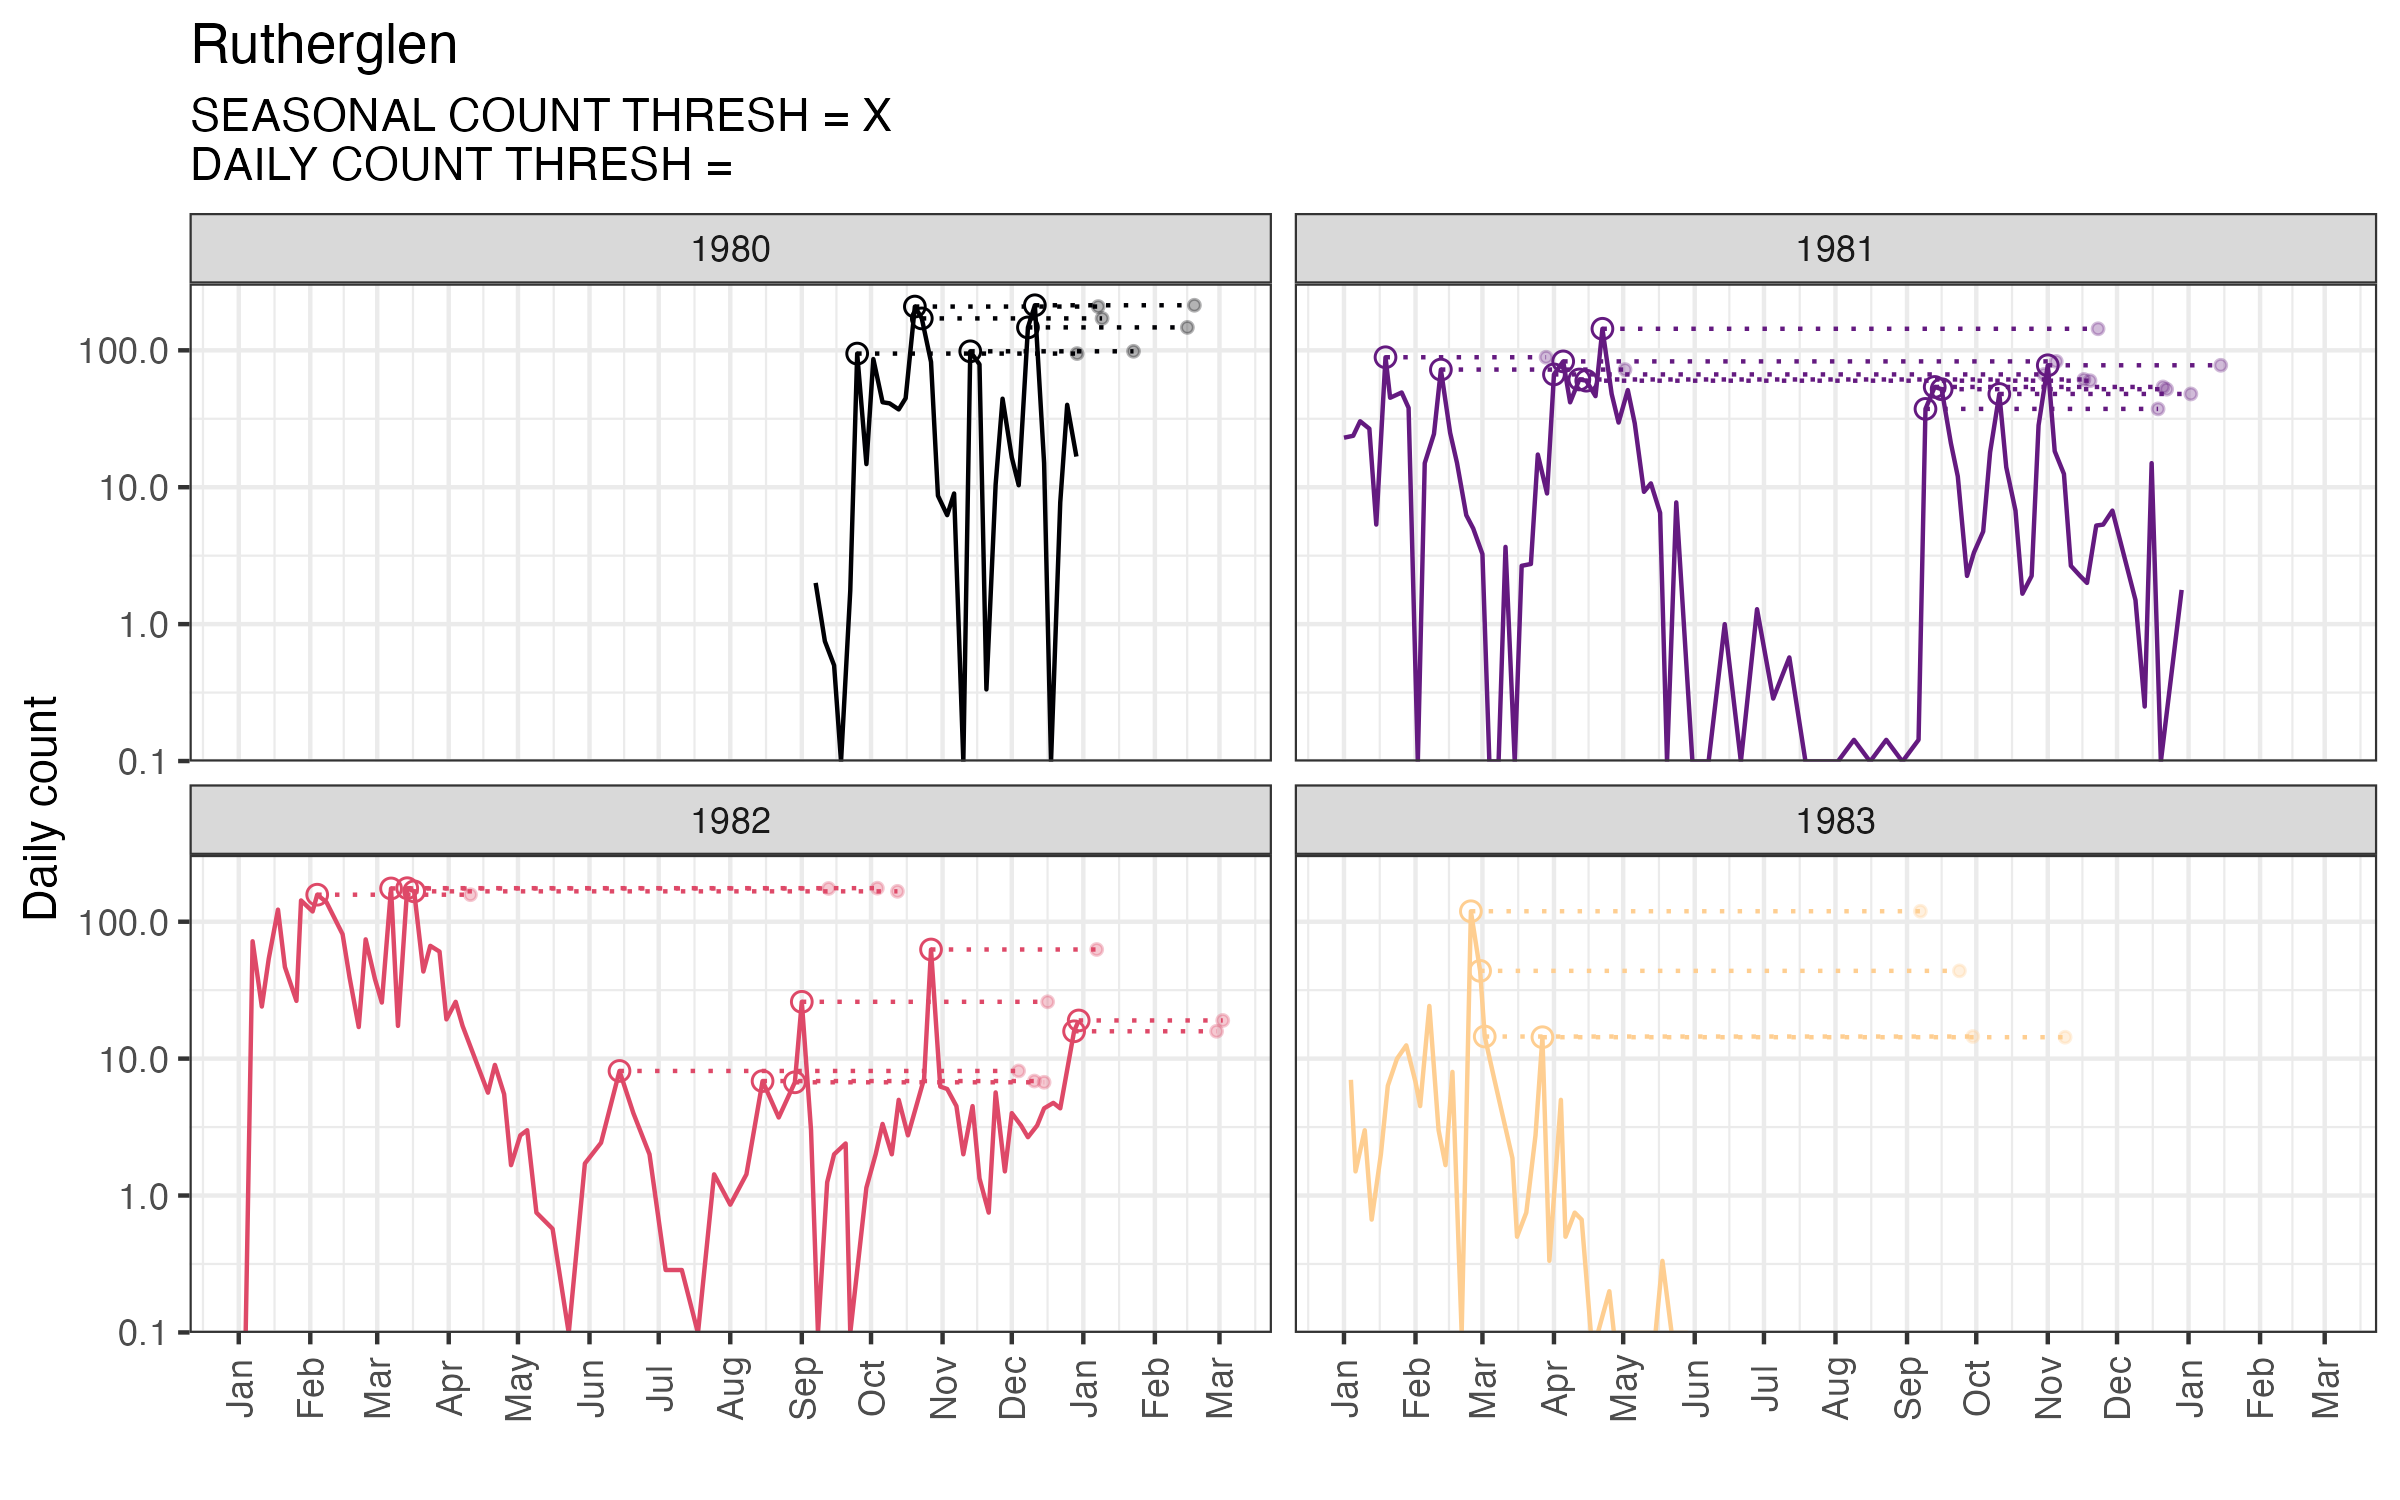 Rutherglen
SEASONAL COUNT THRESH = X
DAILY COUNT THRESH =
1980
1981
100.0
10.0
1.0
0.1
Daily count
1982
1983
100.0
10.0
1.0
0.1
Jan Feb Mar Apr May Jun Jul Aug Sep Oct Nov Dec Jan Feb Mar
Jan Feb Mar Apr May Jun Jul Aug Sep Oct Nov Dec Jan Feb Mar